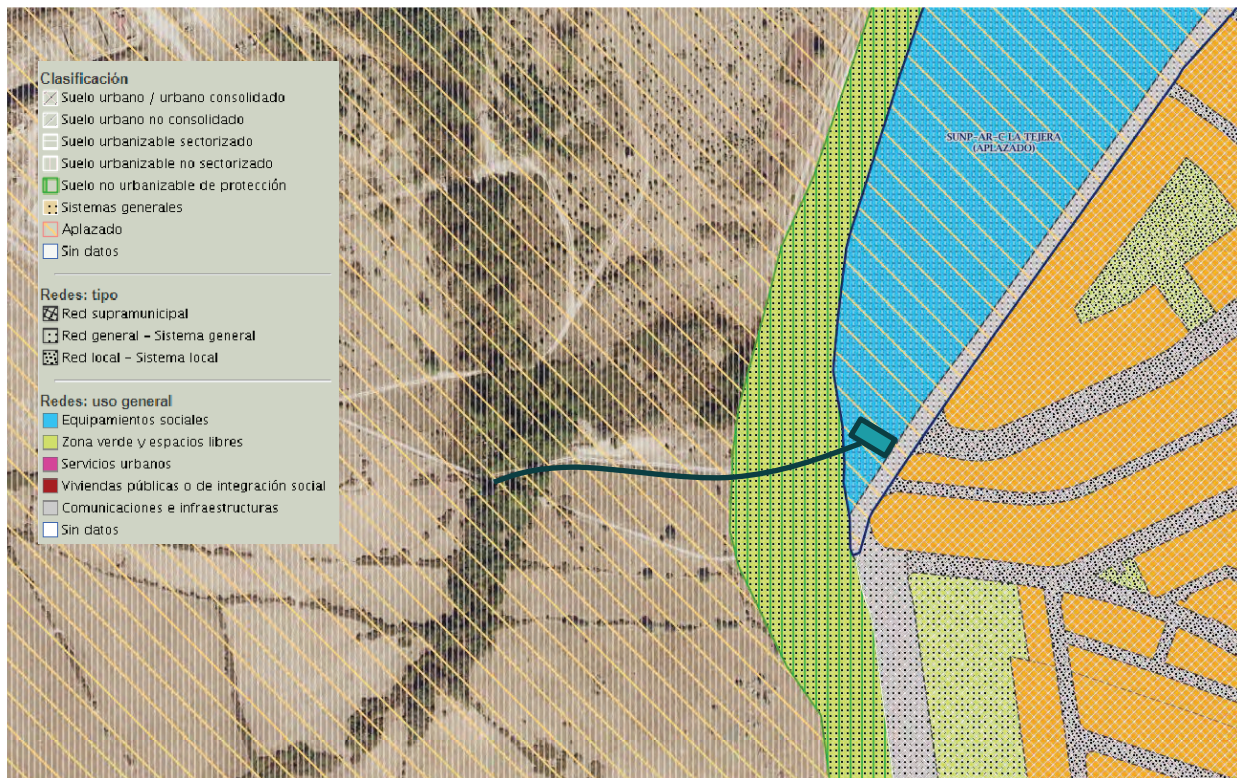 Clasificación
Suelo urbano / urbano consolidado
Suelo urbano no consolidado
Suelo urbanizable sectorizado
Suelo urbanizable no sectorizado
Suelo no urbanizable de protección
Sistemas generales
Aplazado
Sin datos
Redes: tipo
Red supramunicipal
Red general – Sistema general
Red local – Sistema local
Redes: uso general
Equipamientos sociales
Zona verde y espacios libres
Servicios urbanos
Viviendas públicas o de integración social
Comunicaciones e infraestructuras
Sin datos
SUNP-AR-C LA TEJERA
(APLAZADO)